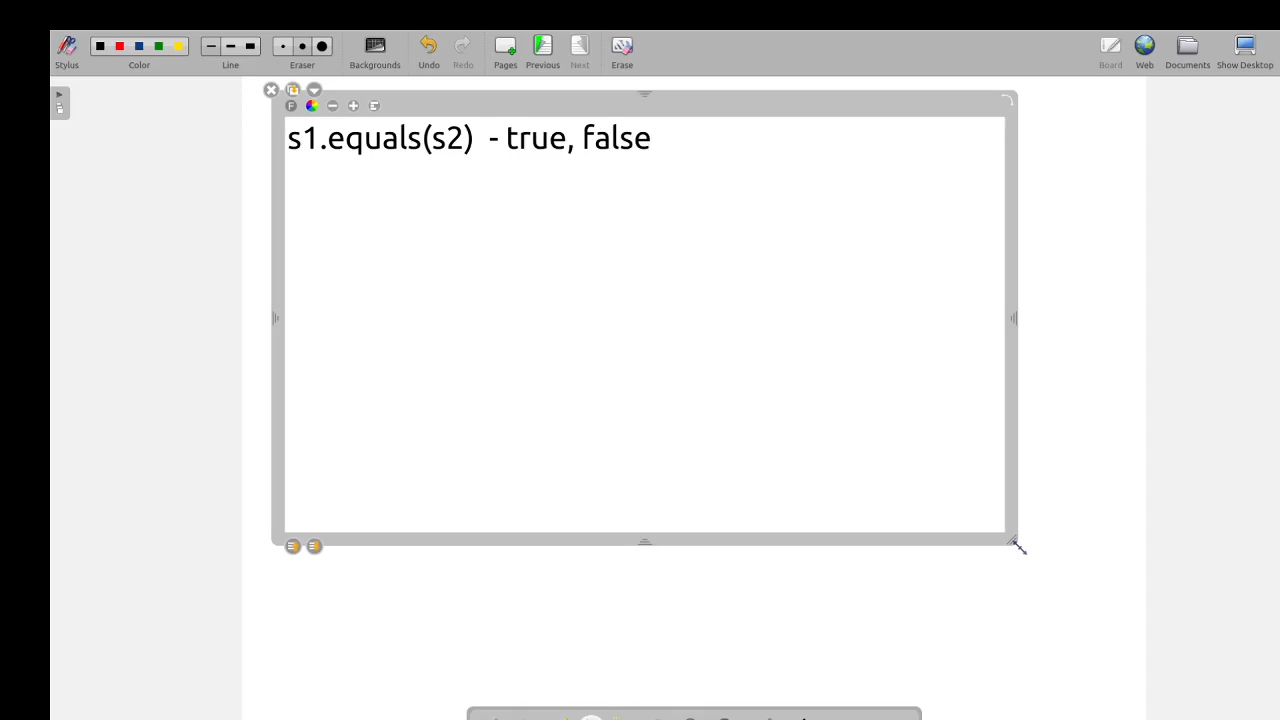 Stylus Color Line Eraser Backgrounds Undo Redo Pages Previous Next Erase Board Web Documents Show Desktop
F
s1.equals(s2)  - true, false